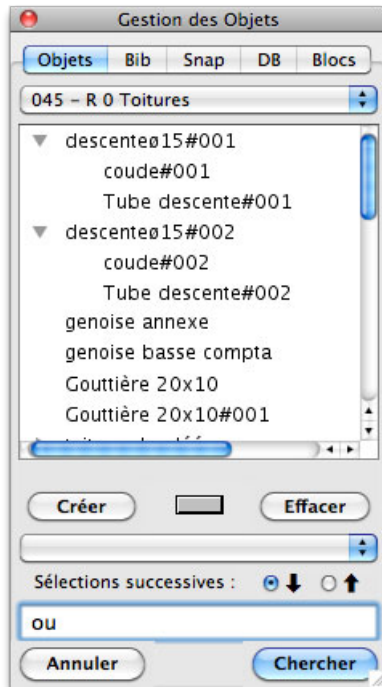 Gestion des Objets
Objets Bib Snap DB Blocs
045 – R 0 Toitures
descenteø15#001
coude#001
Tube descente#001
descenteø15#002
coude#002
Tube descente#002
genoise annexe
genoise basse compta
Gouttière 20x10
Gouttière 20x10#001
Créer Effacer
Sélections successives :
ou
Annuler Chercher